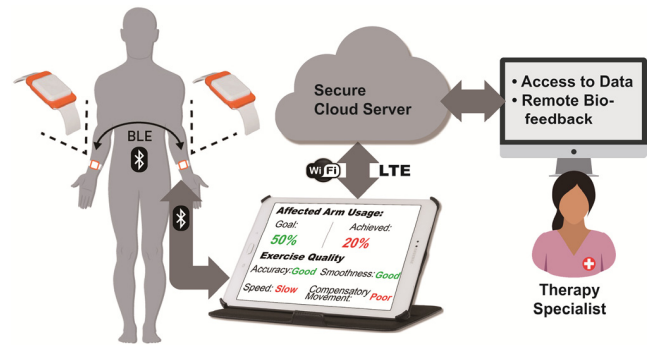 BLE
Secure
Cloud Server
• Access to Data
• Remote Bio-
feedback
WiFi LTE
Affected Arm Usage:
Goal: Achieved:
50% 20%
Exercise Quality
Accuracy:Good Smoothness:Good
Speed: Slow Compensatory Movement: Poor
Therapy
Specialist